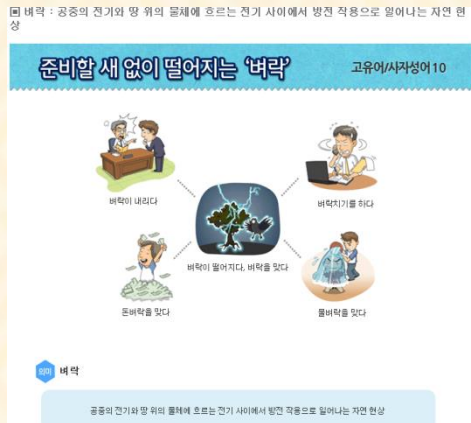 ▣ 벼락 : 공중의 전기와 땅 위의 물체에 흐르는 전기 사이에서 방전 작용으로 일어나는 자연 현
상
준비할 새 없이 떨어지는 ‘벼락’
고유어/사자성어 10
벼락이 내리다
벼락치기를 하다
벼락이 떨어지다, 벼락을 맞다
돈벼락을 맞다
물벼락을 맞다
의미 벼락
공중의 전기와 땅 위의 물체에 흐르는 전기 사이에서 방전 작용으로 일어나는 자연 현상